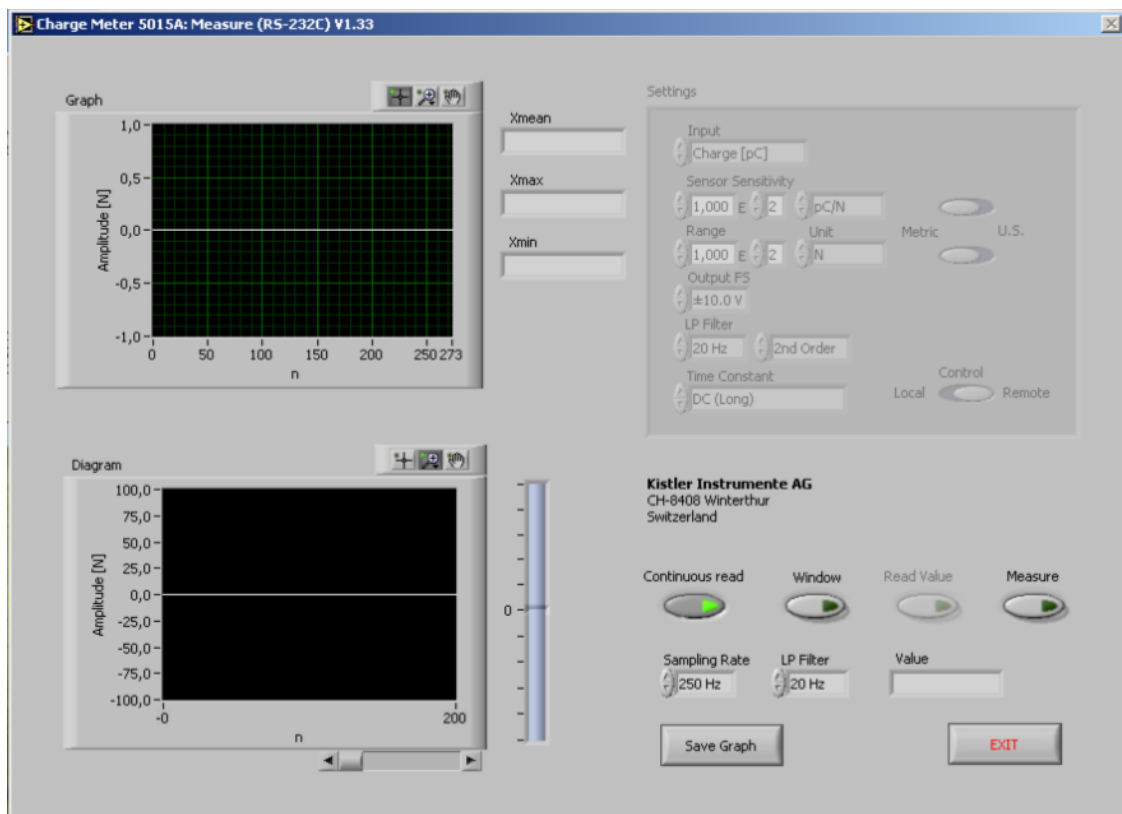 Charge Meter 5015A: Measure (RS-232C) V1.33
Graph
Amplitude [N]
1,0
0,5
0,0
-0,5
-1,0
0 50 100 150 200 250 273
n
Xmean
Xmax
Xmin
Settings
Input
Charge [pC]
Sensor Sensitivity
1,000 E 2 pC/N
Range Unit Metric U.S.
1,000 E 2 N
Output FS
±10.0 V
LP Filter
20 Hz 2nd Order
Time Constant Control
DC (Long) Local Remote
Diagram
Amplitude [N]
100,0
75,0
50,0
25,0
0,0
-25,0
-50,0
-75,0
-100,0
-0 200
n
0
Kistler Instrumente AG
CH-8408 Winterthur
Switzerland
Continuous read Window Read Value Measure
Sampling Rate LP Filter Value
250 Hz 20 Hz
Save Graph EXIT